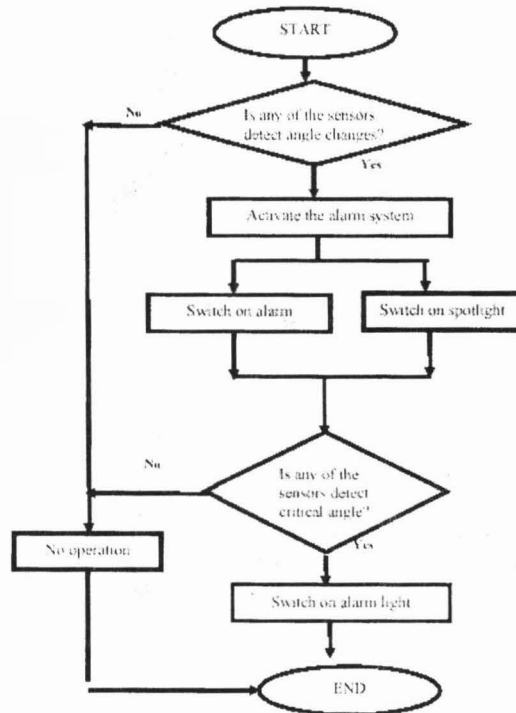 START
No
Is any of the sensors
detect angle changes?
Yes
Activate the alarm system
Switch on alarm
Switch on spotlight
No
Is any of the
sensors detect
critical angle?
Yes
No operation
Switch on alarm light
END